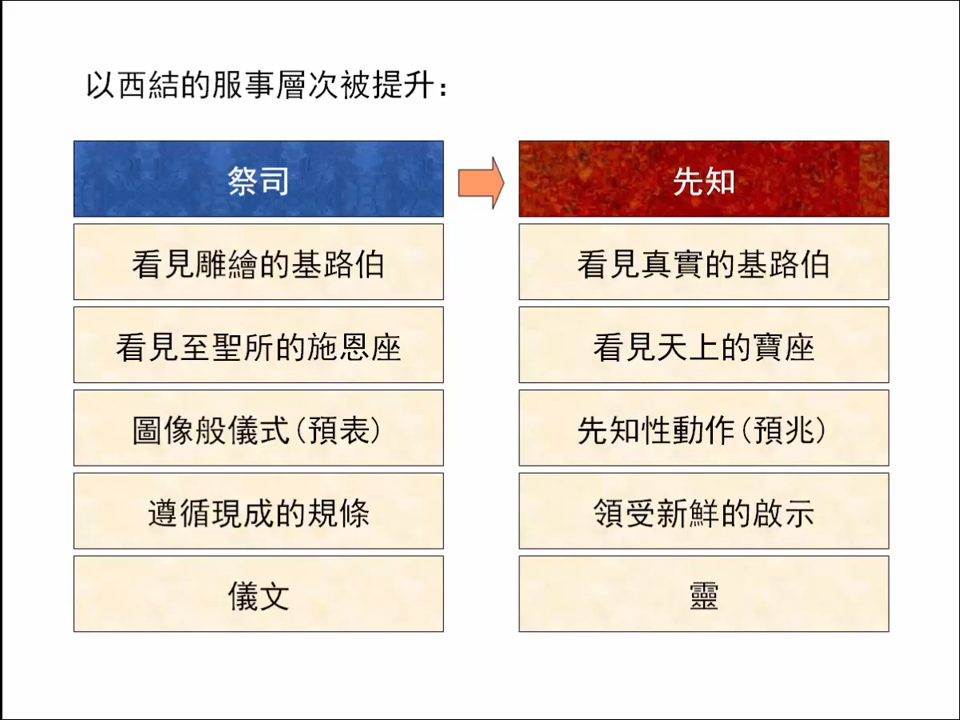 以西結的服事層次被提升：
祭司
先知
看見雕繪的基路伯
看見真實的基路伯
看見至聖所的施恩座
看見天上的寶座
圖像般儀式(預表)
先知性動作(預兆)
遵循現成的規條
領受新鮮的啟示
儀文
靈